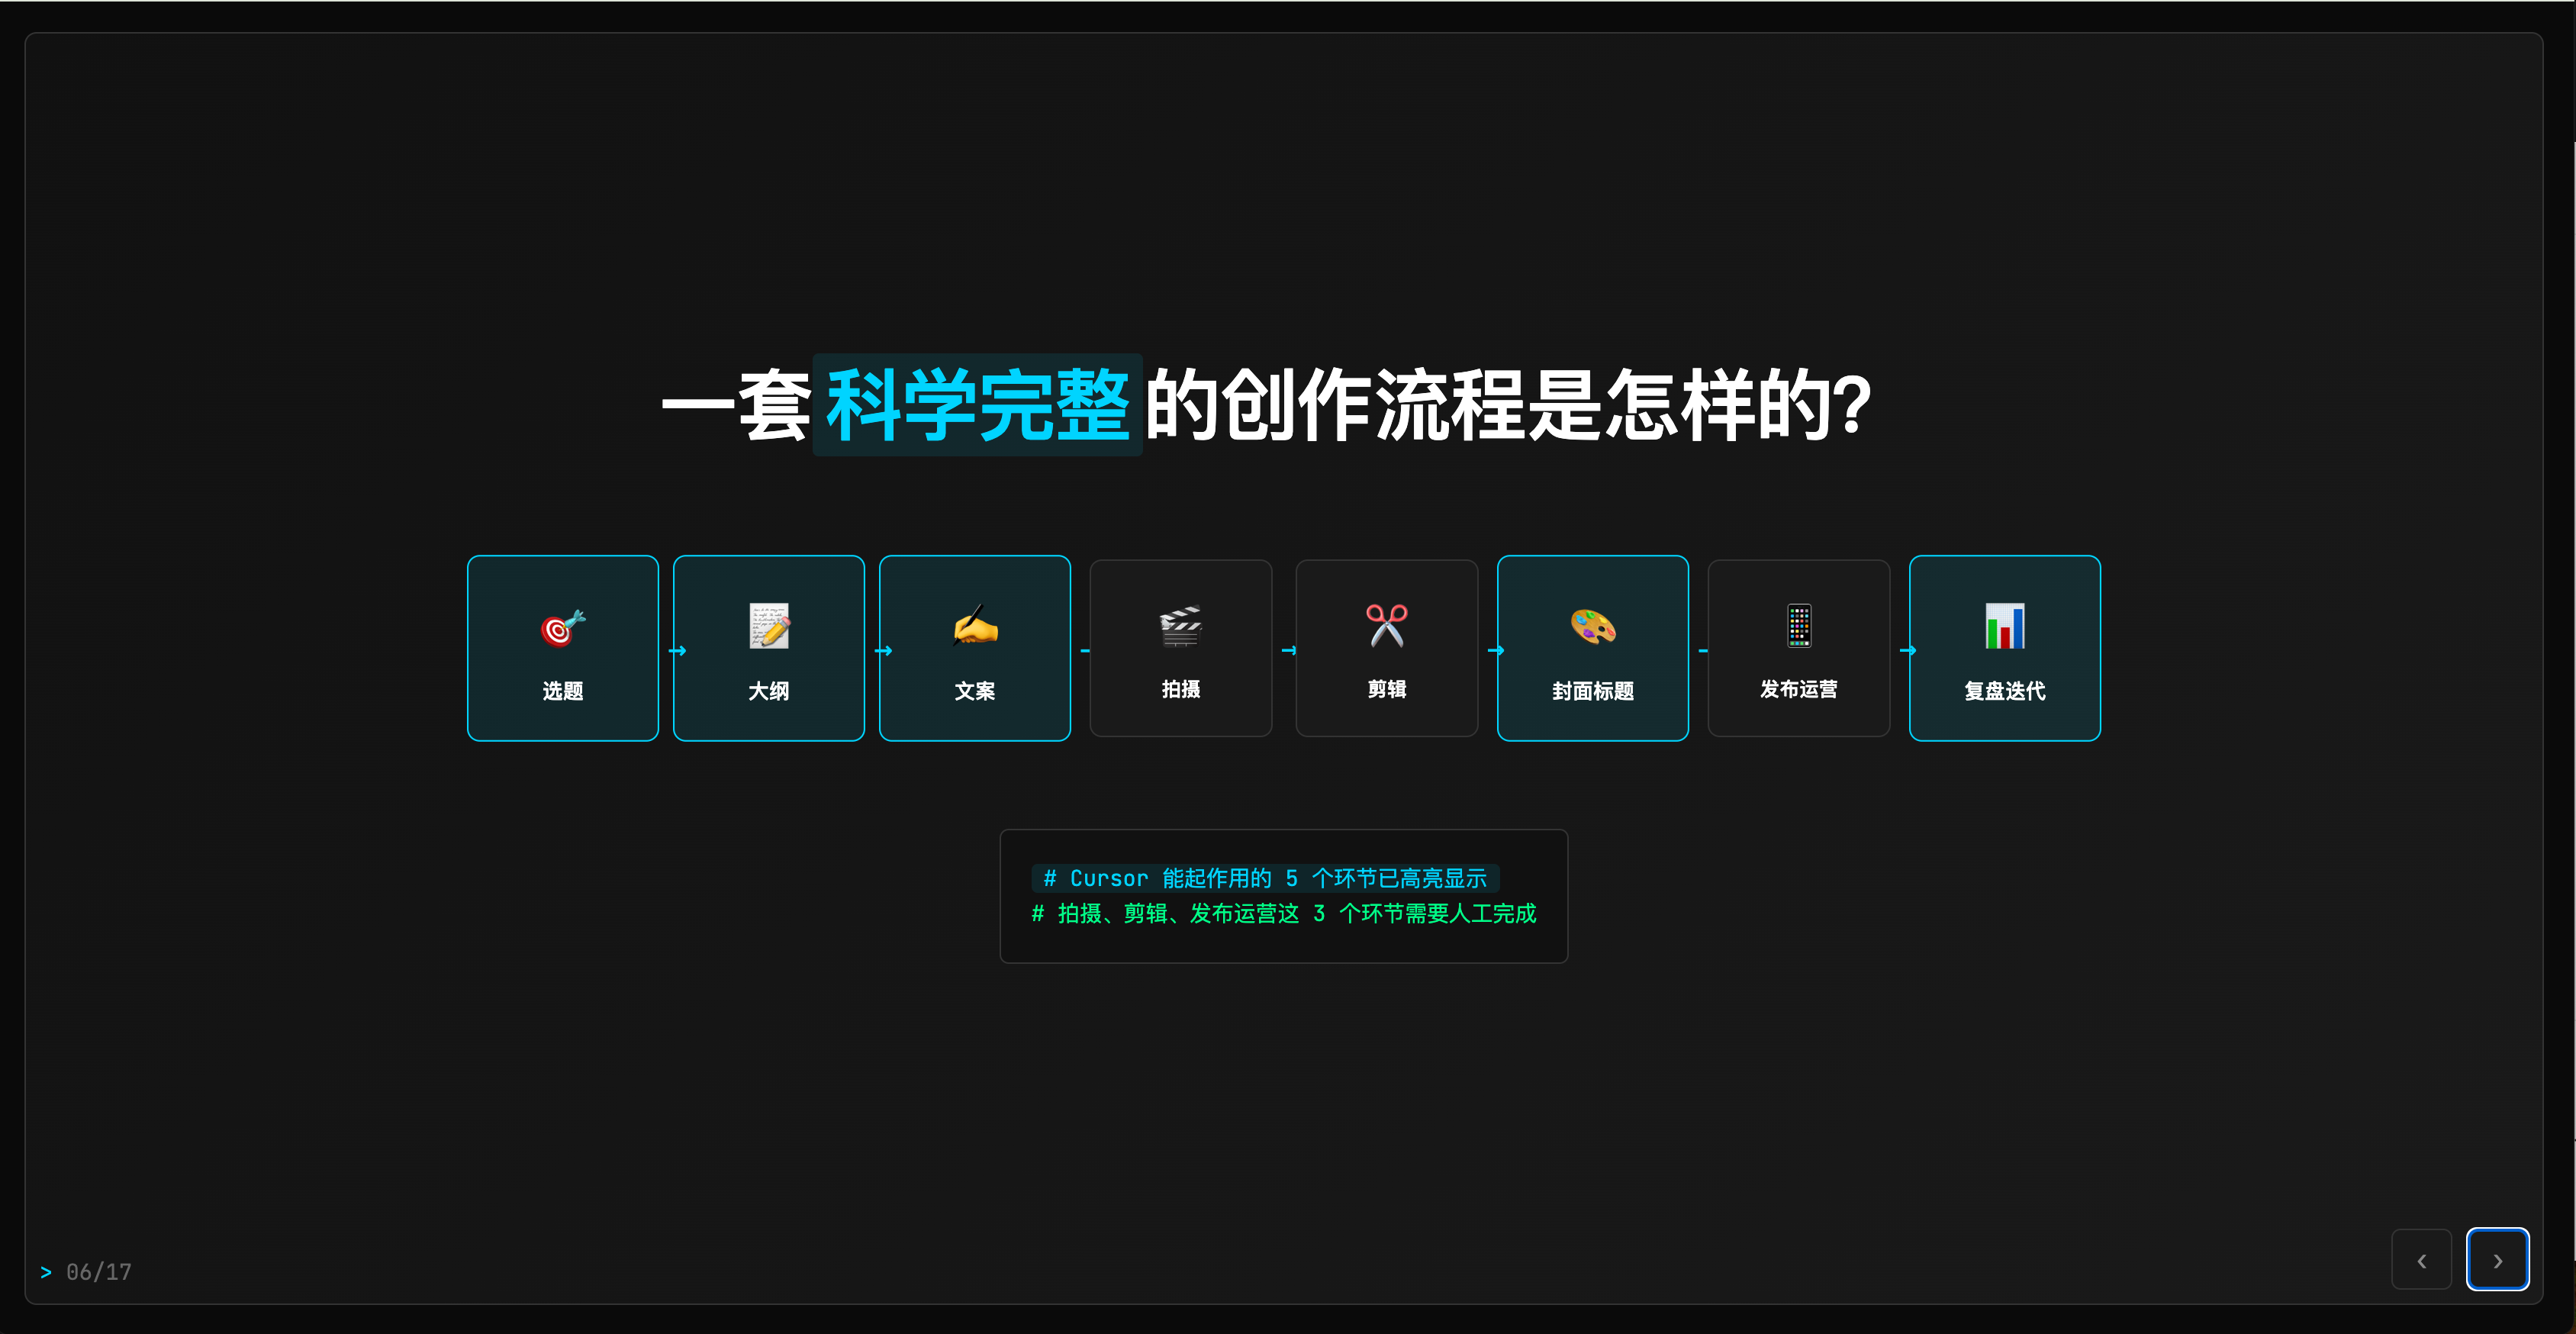 一套科学完整的创作流程是怎样的?
选题 → 大纲 → 文案 → 拍摄 → 剪辑 → 封面标题 → 发布运营 → 复盘迭代
# Cursor 能起作用的 5 个环节已高亮显示
# 拍摄、剪辑、发布运营这 3 个环节需要人工完成
> 06/17
‹ ›